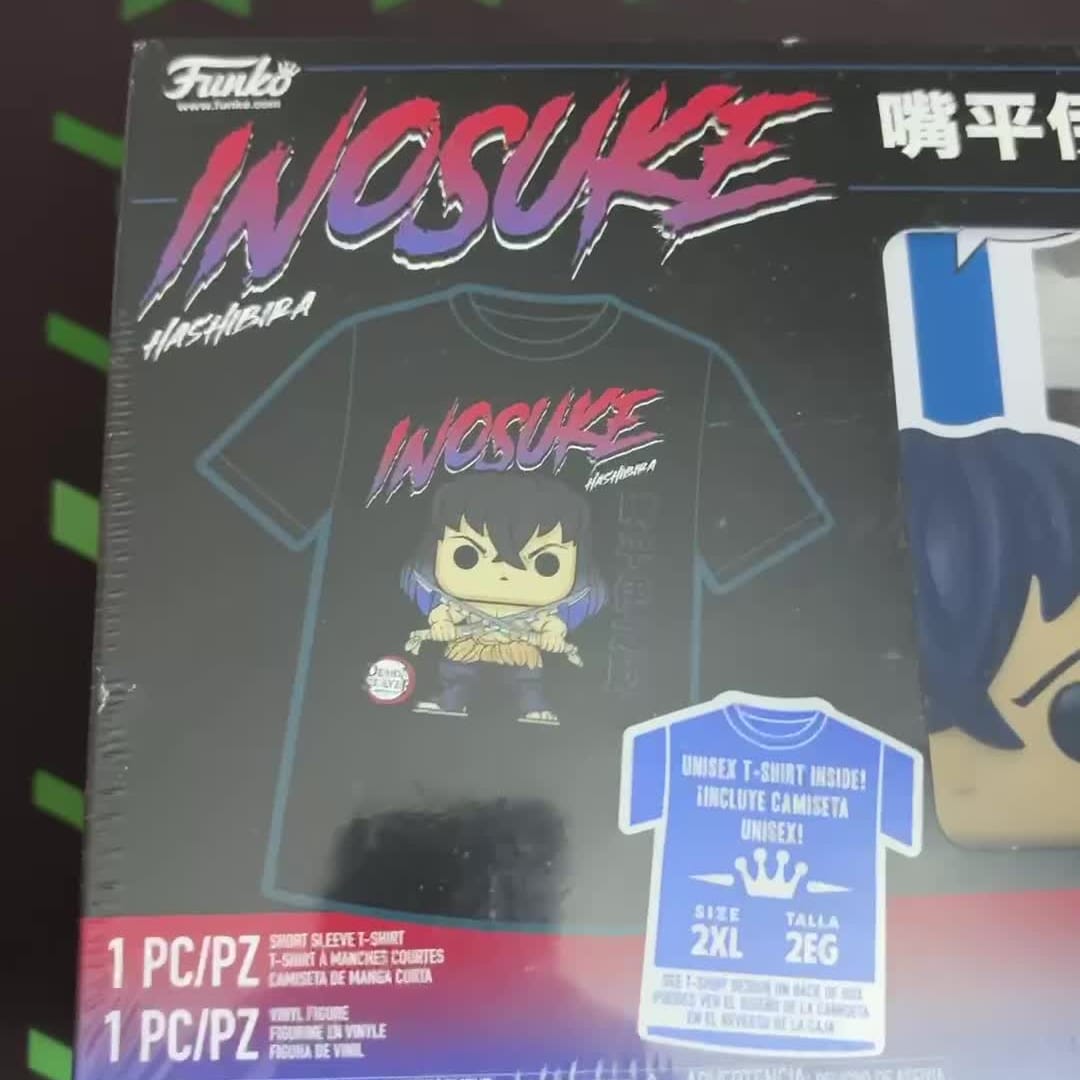 Funko
www.funko.com
INOSUKE
HASHIBIRA
嘴平
INOSUKE
HASHIBIRA
DEMON
SLAYER
UNISEX T-SHIRT INSIDE!
¡INCLUYE CAMISETA
UNISEX!
SIZE TALLA
2XL 2EG
SEE T-SHIRT DESIGN ON BACK OF BOX
PUEDES VER EL DISEÑO DE LA CAMISETA
EN EL REVERSO DE LA CAJA
1 PC/PZ
SHORT SLEEVE T-SHIRT
T-SHIRT À MANCHES COURTES
CAMISETA DE MANGA CORTA
1 PC/PZ
VINYL FIGURE
FIGURINE EN VINYLE
FIGURA DE VINIL
ADVERTENCIA: